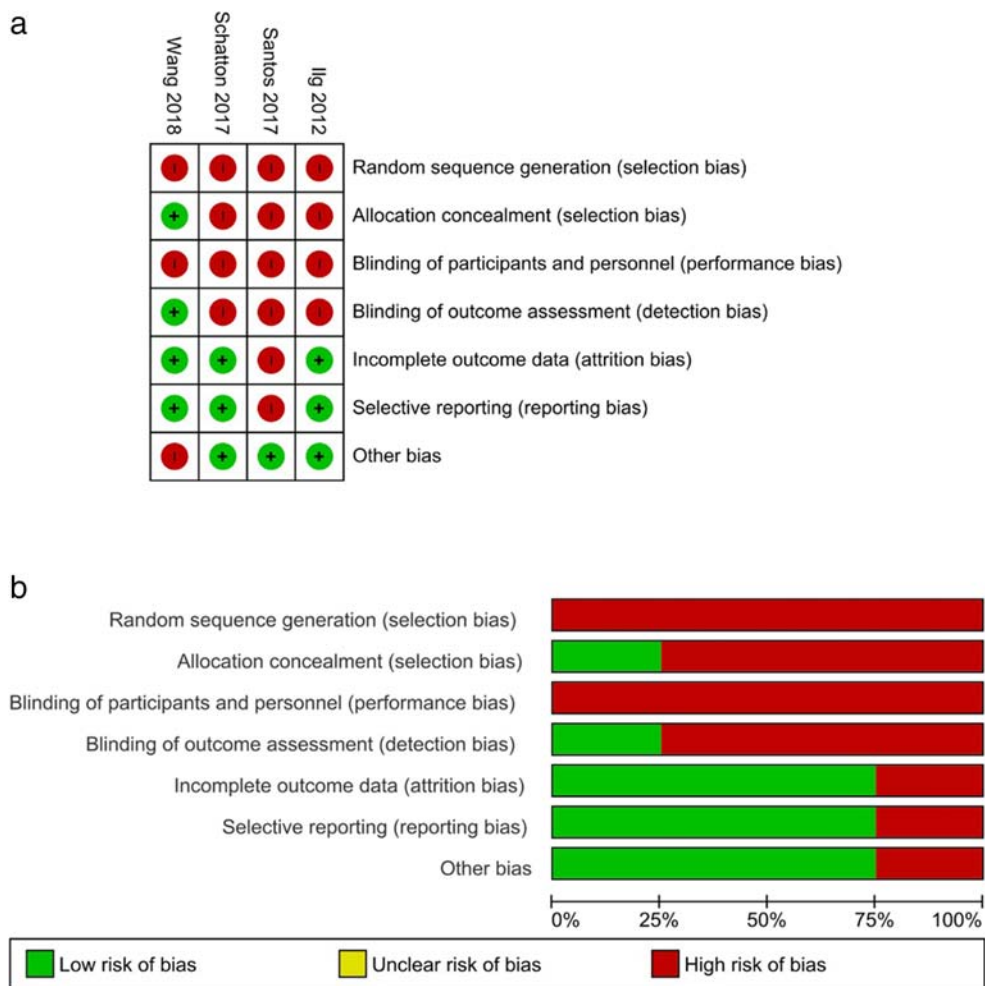 a
Wang 2018
Schatton 2017
Santos 2017
Ilg 2012
Random sequence generation (selection bias)
Allocation concealment (selection bias)
Blinding of participants and personnel (performance bias)
Blinding of outcome assessment (detection bias)
Incomplete outcome data (attrition bias)
Selective reporting (reporting bias)
Other bias
b
Random sequence generation (selection bias)
Allocation concealment (selection bias)
Blinding of participants and personnel (performance bias)
Blinding of outcome assessment (detection bias)
Incomplete outcome data (attrition bias)
Selective reporting (reporting bias)
Other bias
0% 25% 50% 75% 100%
Low risk of bias Unclear risk of bias High risk of bias